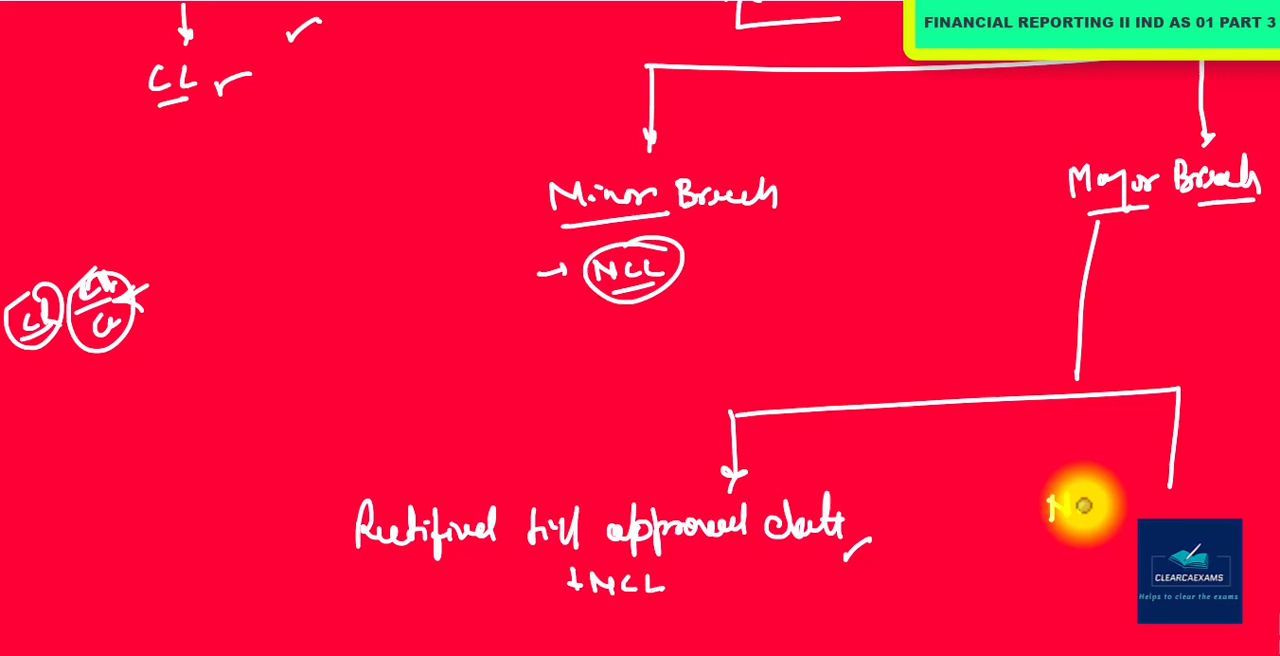 FINANCIAL REPORTING II IND AS 01 PART 3
CL
Minor Breach
Major Breach
→ NCL
CL
Rectified till approved date
N
→ NCL
CLEARCAEXAMS
Helps to clear the exams